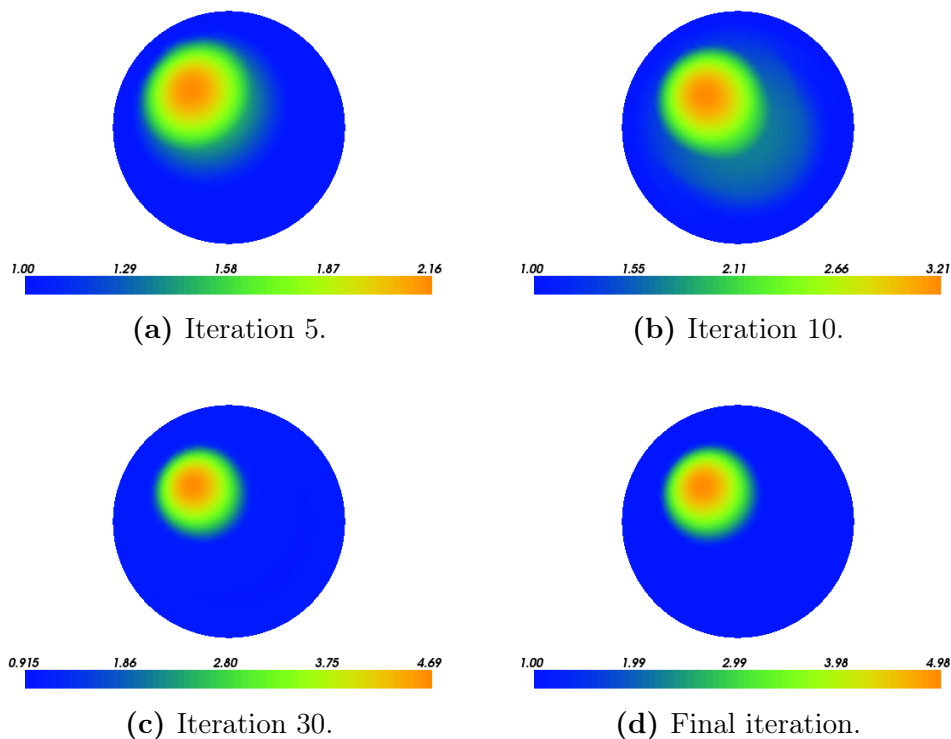 1.00 1.29 1.58 1.87 2.16
1.00 1.55 2.11 2.66 3.21
(a) Iteration 5.
(b) Iteration 10.
0.915 1.86 2.80 3.75 4.69
1.00 1.99 2.99 3.98 4.98
(c) Iteration 30.
(d) Final iteration.